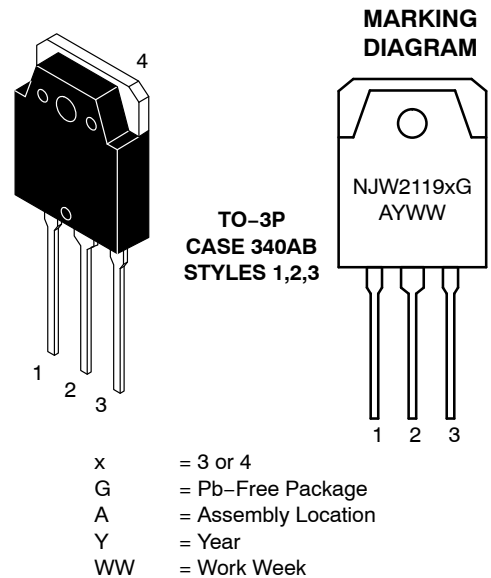 MARKING
DIAGRAM
4
NJW2119xG
AYWW
TO−3P
CASE 340AB
STYLES 1,2,3
1
2
3
1 2 3
x = 3 or 4
G = Pb−Free Package
A = Assembly Location
Y = Year
WW = Work Week